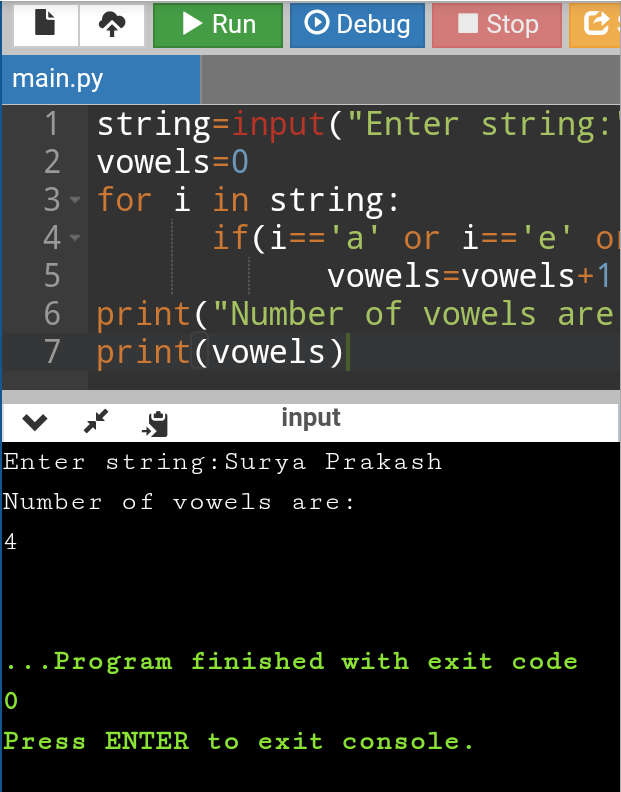 Run Debug Stop
main.py
1 string=input("Enter string:"
2 vowels=0
3 for i in string:
4 if(i=='a' or i=='e' or
5 vowels=vowels+1
6 print("Number of vowels are
7 print(vowels)
input
Enter string:Surya Prakash
Number of vowels are:
4
...Program finished with exit code
0
Press ENTER to exit console.